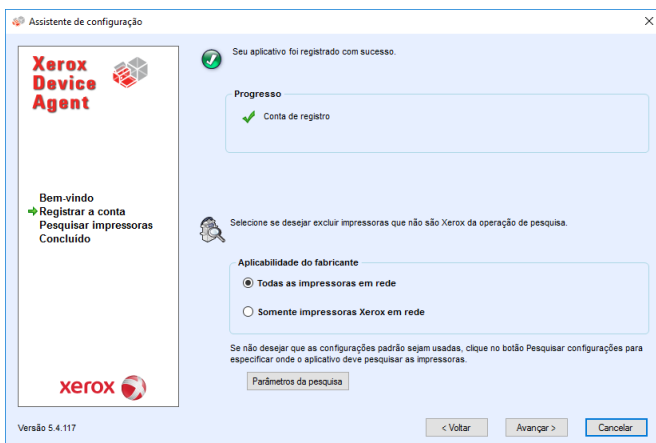 Assistente de configuração
Xerox
Device
Agent
Bem-vindo
Registrar a conta
Pesquisar impressoras
Concluído
xerox
Seu aplicativo foi registrado com sucesso.
Progresso
Conta de registro
Selecione se desejar excluir impressoras que não são Xerox da operação de pesquisa.
Aplicabilidade do fabricante
Todas as impressoras em rede
Somente impressoras Xerox em rede
Se não desejar que as configurações padrão sejam usadas, clique no botão Pesquisar configurações para
especificar onde o aplicativo deve pesquisar as impressoras.
Parâmetros da pesquisa
Versão 5.4.117
< Voltar
Avançar >
Cancelar